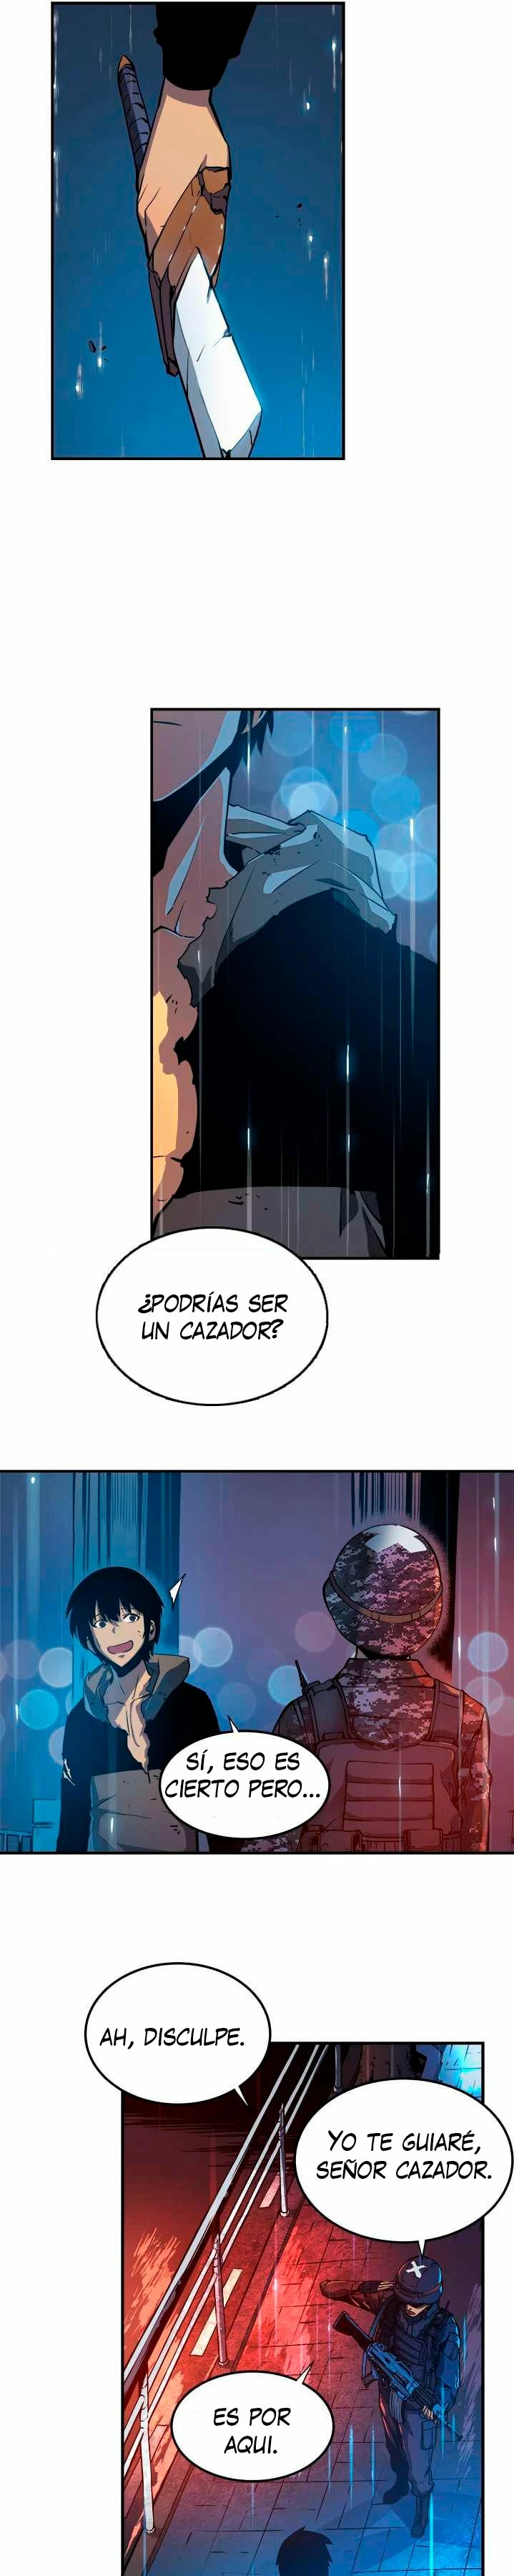 ¿PODRÍAS SER
UN CAZADOR?
SÍ, ESO ES
CIERTO PERO...
AH, DISCULPE.
YO TE GUIARÉ,
SEÑOR CAZADOR.
ES POR
AQUI.